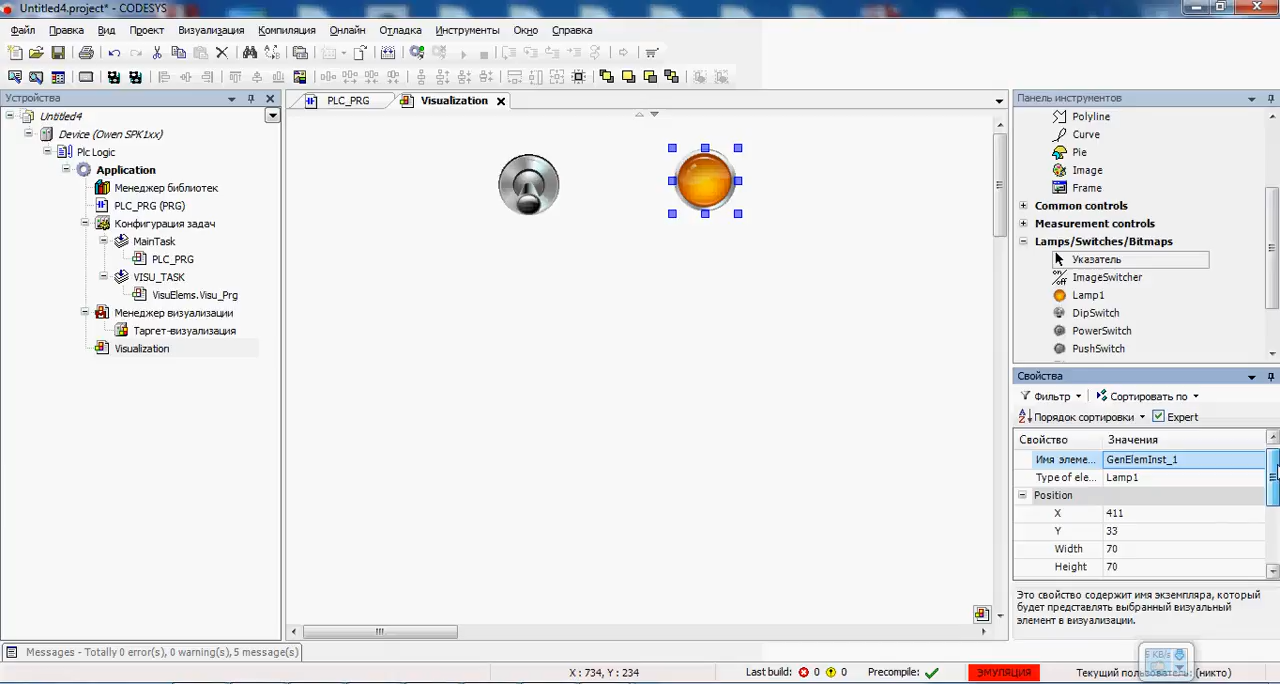 Untitled4.project* - CODESYS
Файл Правка Вид Проект Визуализация Компиляция Онлайн Отладка Инструменты Окно Справка
Устройства
PLC_PRG
Visualization
Панель инструментов
Untitled4
Device (Owen SPK1xx)
Plc Logic
Application
Менеджер библиотек
PLC_PRG (PRG)
Конфигурация задач
MainTask
PLC_PRG
VISU_TASK
VisuElems.Visu_Prg
Менеджер визуализации
Таргет-визуализация
Visualization
Polyline
Curve
Pie
Image
Frame
Common controls
Measurement controls
Lamps/Switches/Bitmaps
Указатель
ImageSwitcher
Lamp1
DipSwitch
PowerSwitch
PushSwitch
Свойства
Фильтр Сортировать по
Порядок сортировки Expert
Свойство Значения
Имя элеме... GenElemInst_1
Type of ele... Lamp1
Position
X 411
Y 33
Width 70
Height 70
Это свойство содержит имя экземпляра, который
будет представлять выбранный визуальный
элемент в визуализации.
Messages - Totally 0 error(s), 0 warning(s), 5 message(s)
X : 734, Y : 234
Last build: 0 0
Precompile:
ЭМУЛЯЦИЯ
Текущий пользователь: (никто)